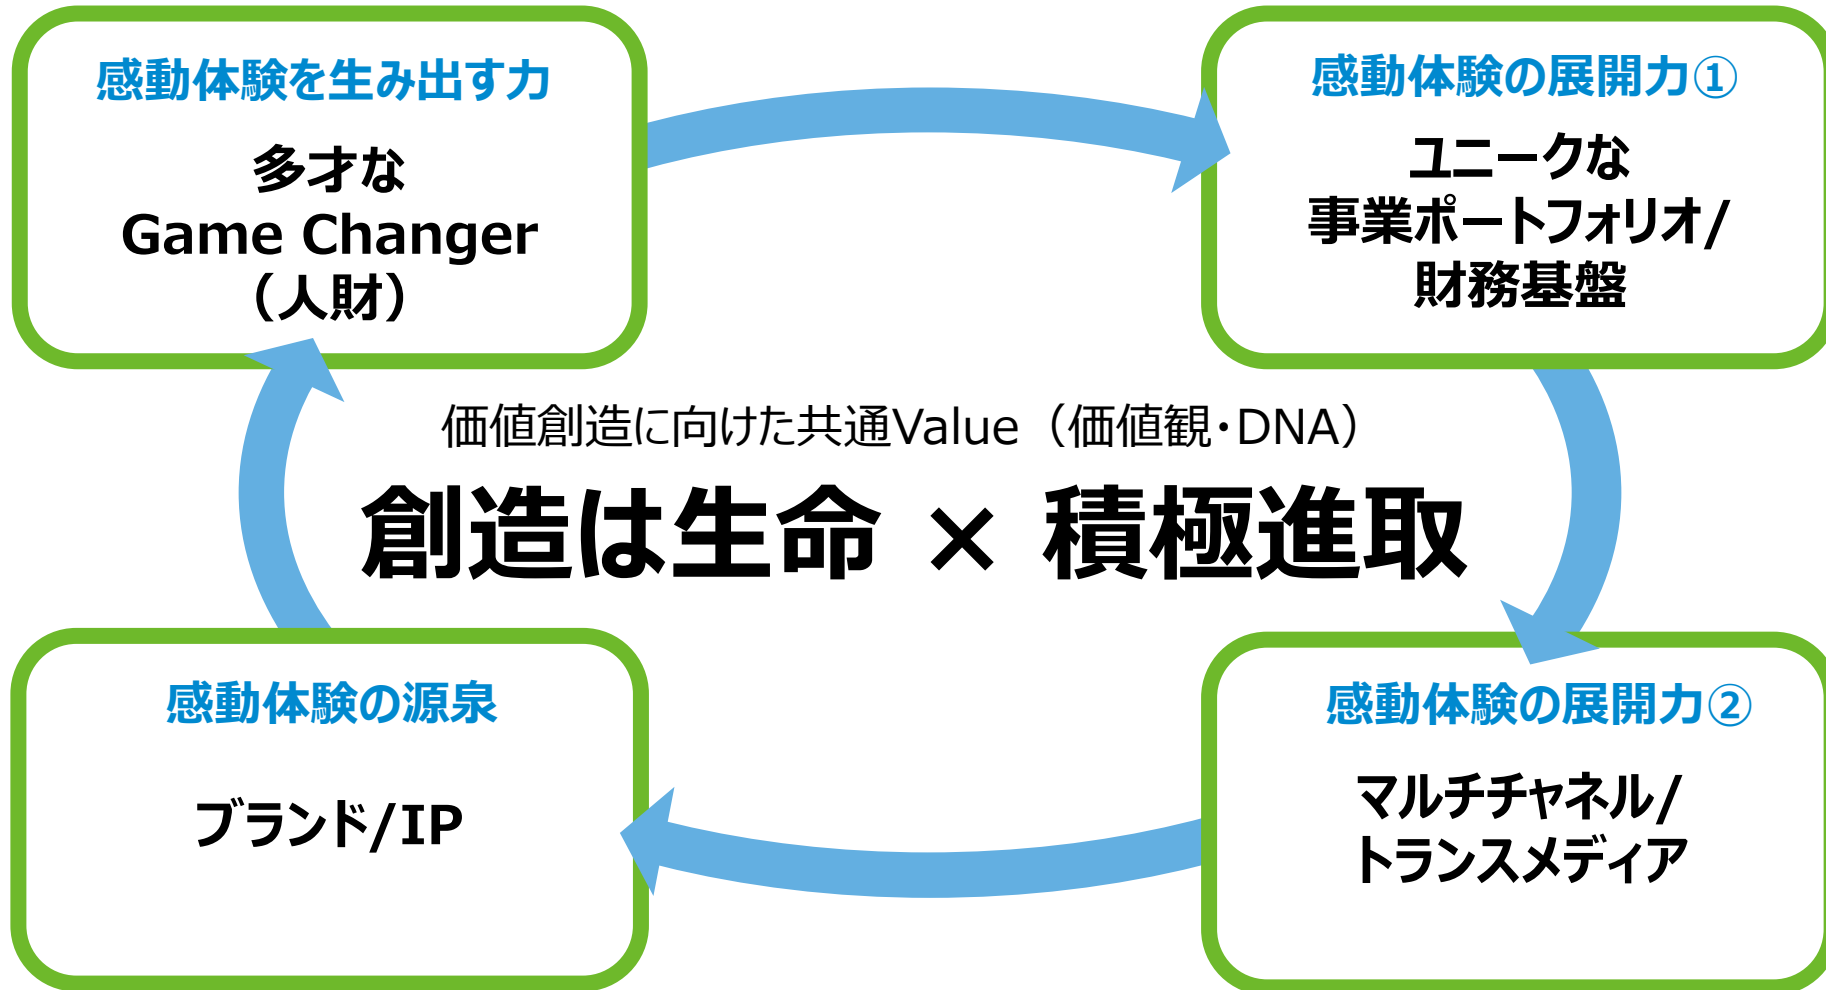 感動体験を生み出す力
多才な
Game Changer
（人財）
感動体験の展開力①
ユニークな
事業ポートフォリオ/
財務基盤
価値創造に向けた共通Value（価値観・DNA）
創造は生命 × 積極進取
感動体験の源泉
ブランド/IP
感動体験の展開力②
マルチチャネル/
トランスメディア